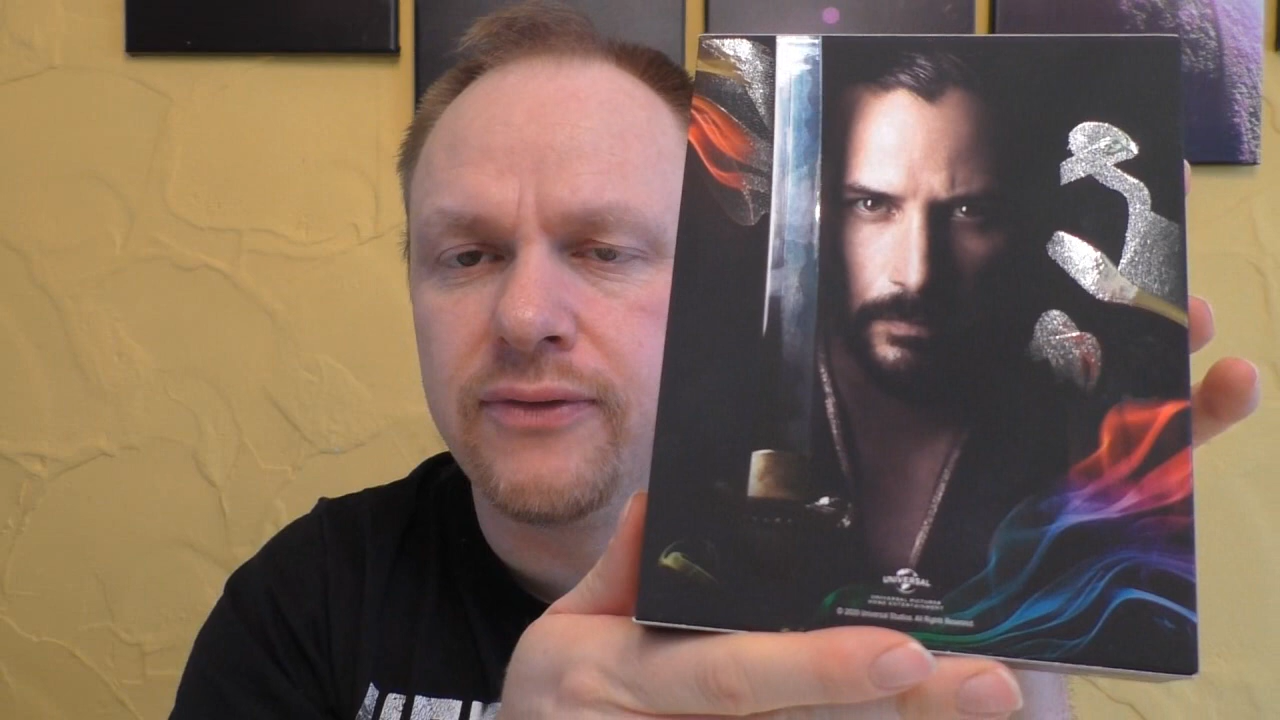 UNIVERSAL
UNIVERSAL PICTURES
HOME ENTERTAINMENT
© 2020 Universal Studios. All Rights Reserved.